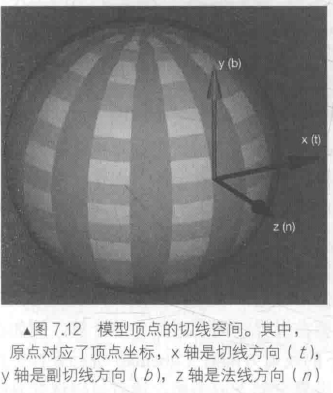 y (b)
x (t)
z (n)
▲图 7.12 模型顶点的切线空间。其中，
原点对应了顶点坐标，x 轴是切线方向（t），
y 轴是副切线方向（b），z 轴是法线方向（n）